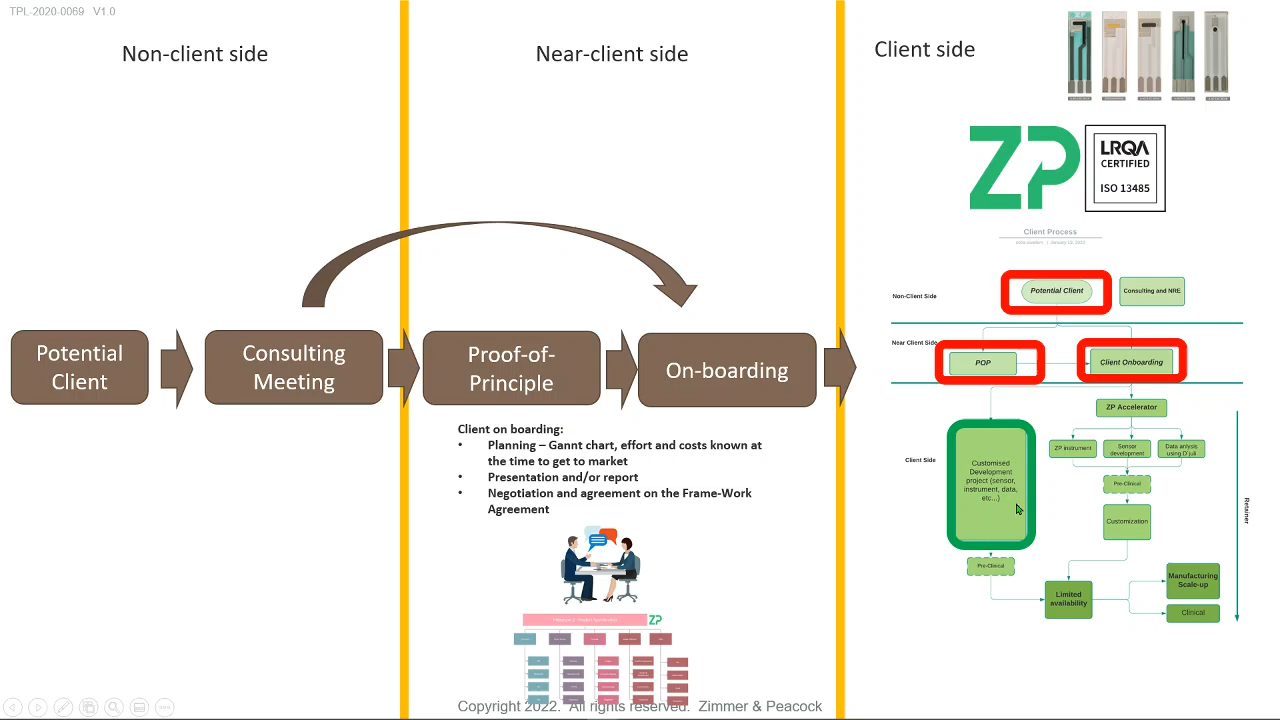 TPL-2020-0069 V1.0
Non-client side
Near-client side
Client side
ZP
LRQA
CERTIFIED
ISO 13485
Client Process
Potential Client
Consulting and NRE
Non-Client Side
Near Client Side
POP
Client Onboarding
Potential
Client
Consulting
Meeting
Proof-of-
Principle
On-boarding
Client on boarding:
• Planning – Gannt chart, effort and costs known at
the time to get to market
• Presentation and/or report
• Negotiation and agreement on the Frame-Work
Agreement
ZP Accelerator
ZP instrument
Sensor
development
Data anlysis
using D'juli
Client Side
Customised
Development
project (sensor,
instrument, data,
etc...)
Pre-Clinical
Customization
Retainer
Pre-Clinical
Limited
availability
Manufacturing
Scale-up
Clinical
ZP
Copyright 2022. All rights reserved. Zimmer & Peacock